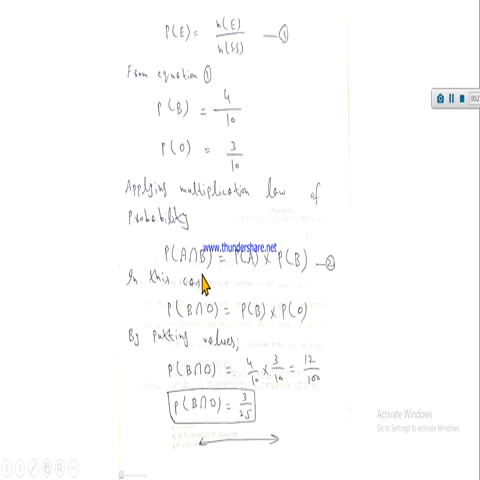 P(E) = n(E)/n(SS) — ①
From equation ①
P(B) = 4/10
P(O) = 3/10
Applying multiplication law of
Probability
www.thundershare.net
P(A∩B) = P(A) × P(B) — ②
In this
P(B∩O) = P(B) × P(O)
By putting values;
P(B∩O) = 4/10 × 3/10 = 12/100
P(B∩O) = 3/25
00:2
Activate Windows
Go to Settings to activate Windows.